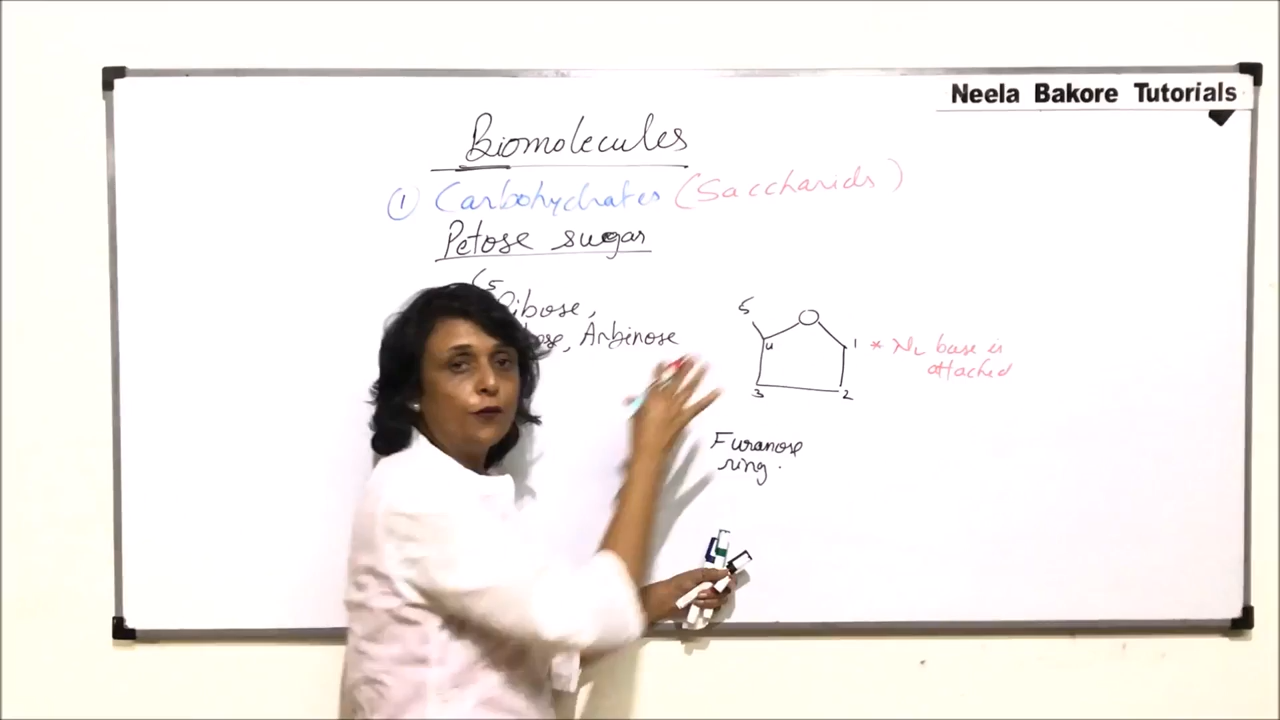 Neela Bakore Tutorials
Biomolecules
① Carbohydrates (Saccharids)
Petose sugar
Ribose,
Arbinose
5
O
4
1 * N2 base is
attached
3 2
Furanose
ring.